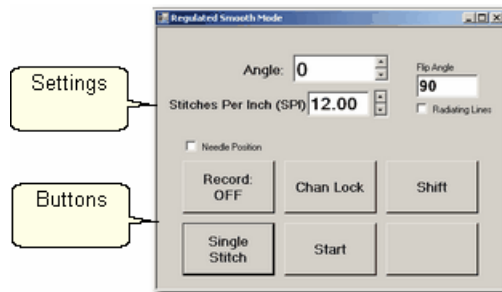 Regulated Smooth Mode
Settings
Angle: 0
Flip Angle
90
Stitches Per Inch (SPI) 12.00
Radiating Lines
Needle Position
Buttons
Record:
OFF
Chan Lock
Shift
Single
Stitch
Start